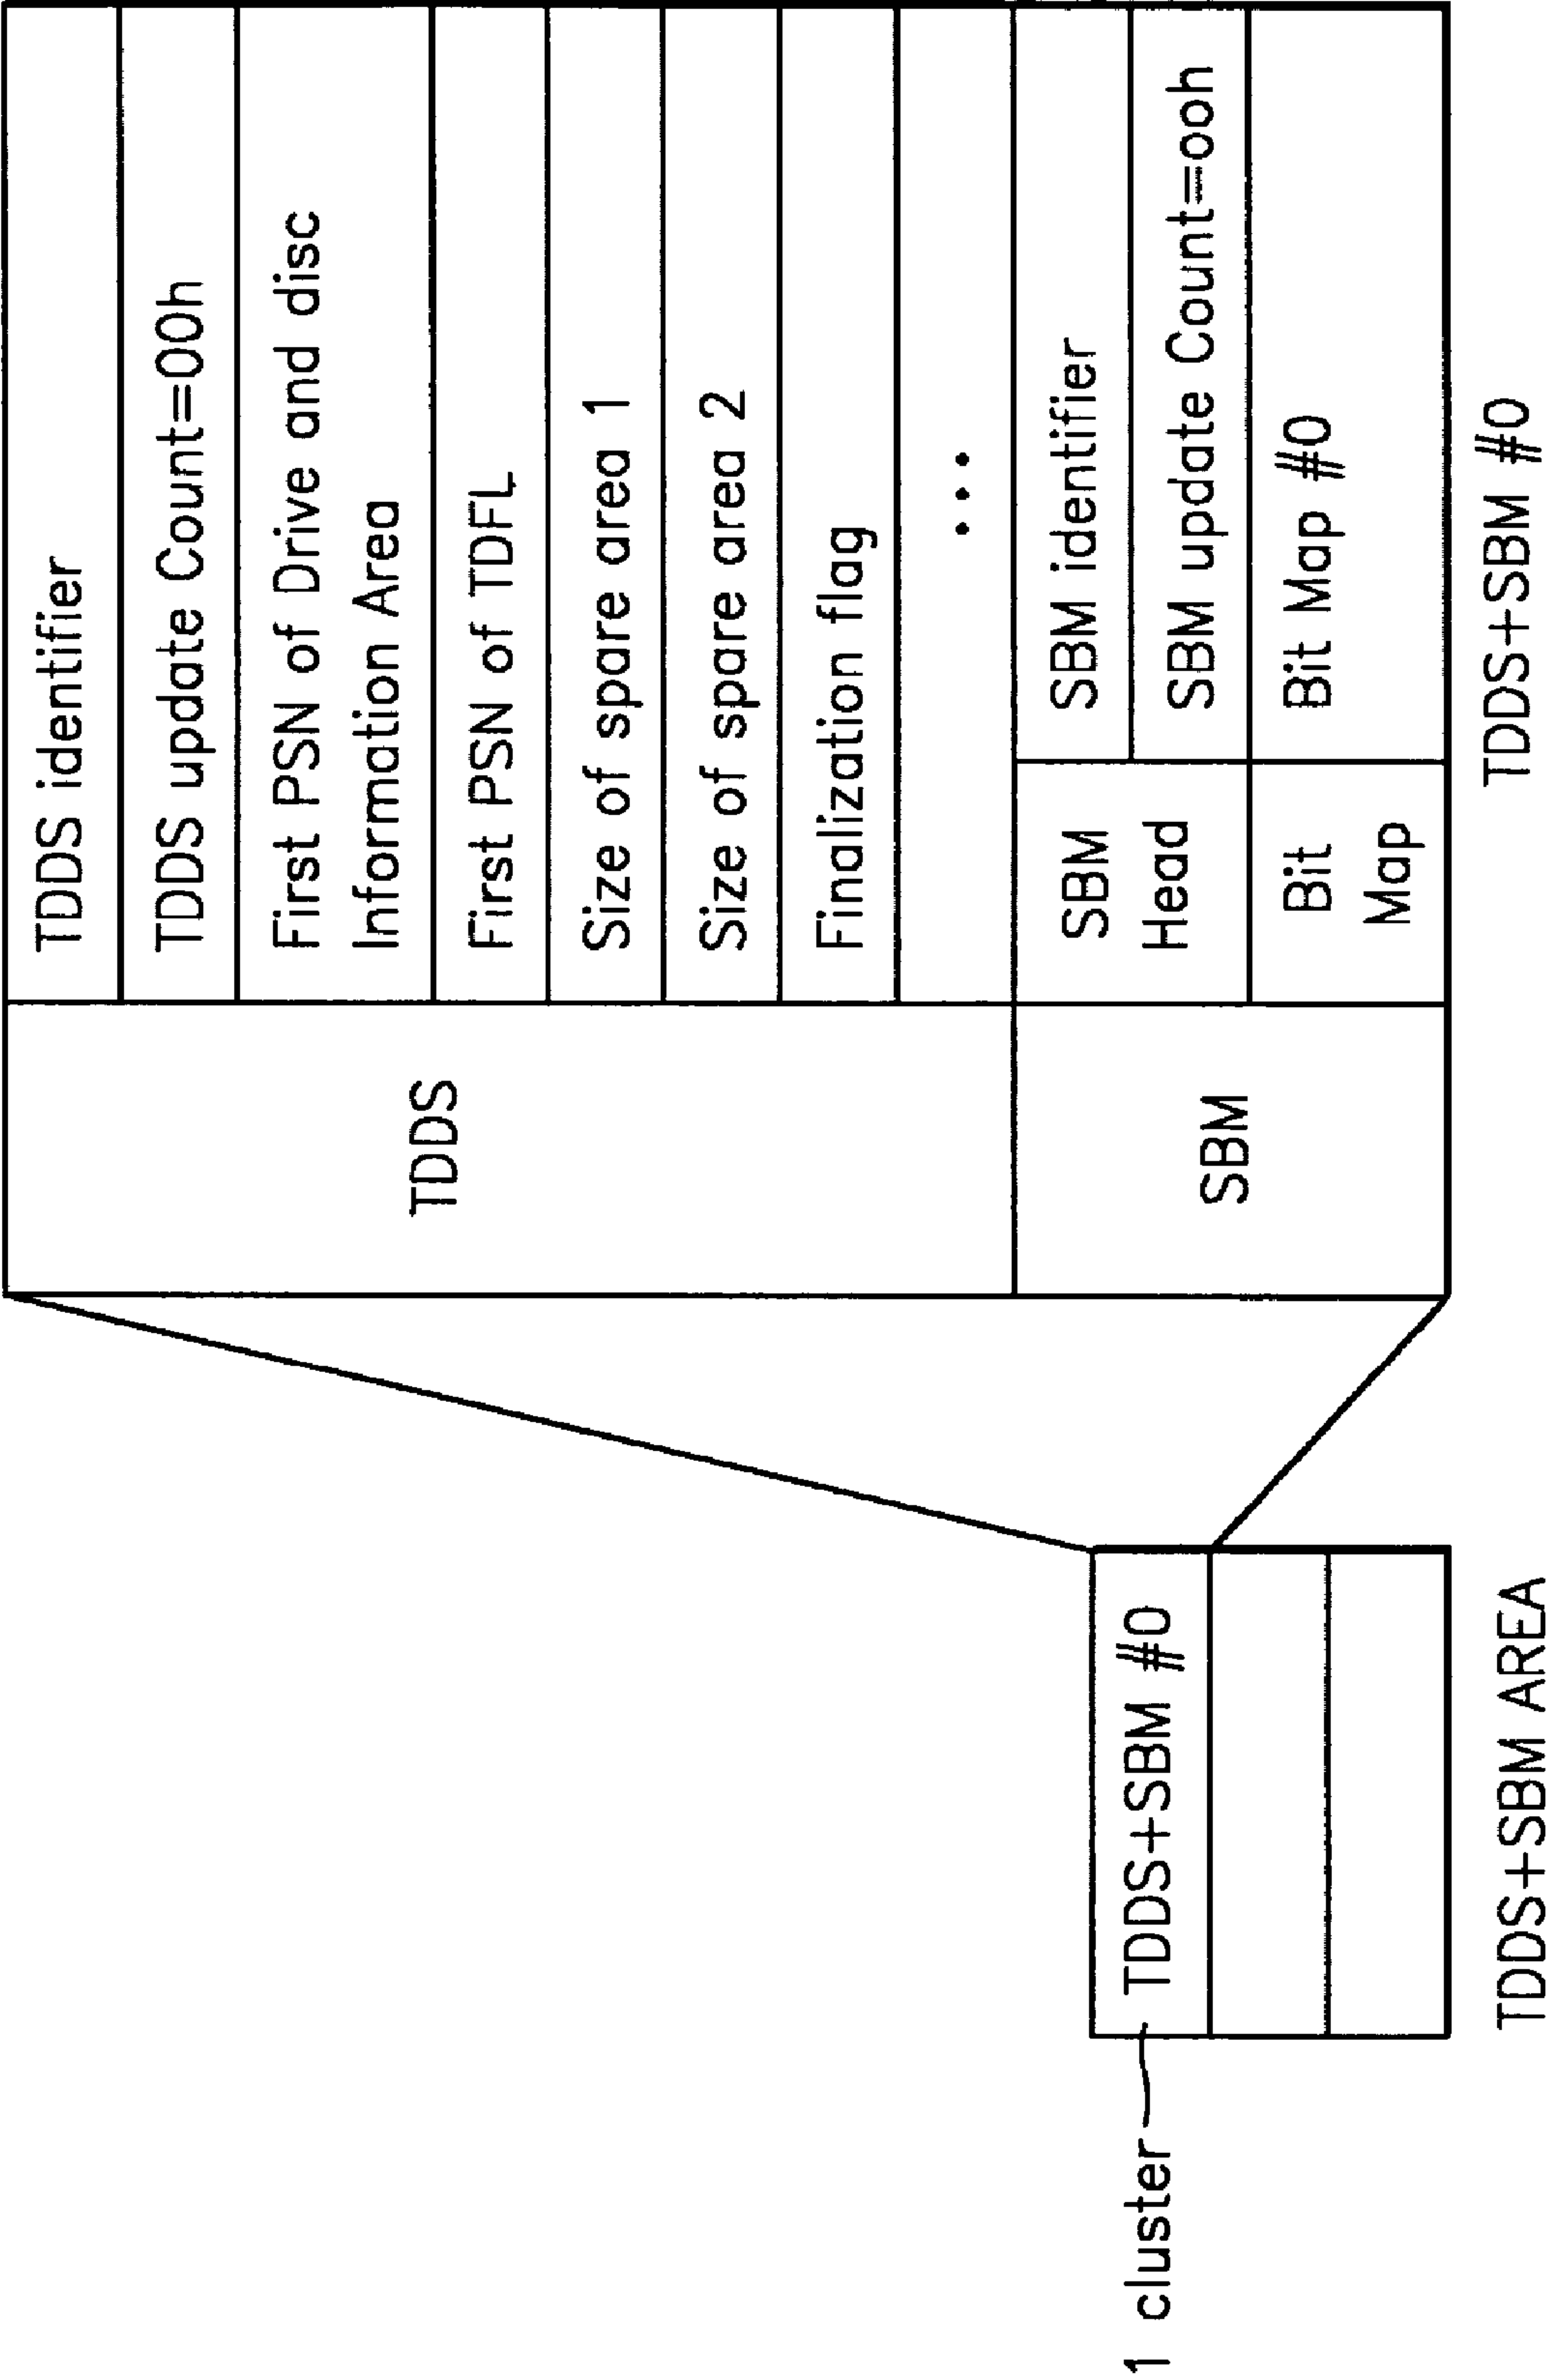 1 cluster
TDDS+SBM #0
TDDS+SBM AREA
TDDS
TDDS identifier
TDDS update Count=00h
First PSN of Drive and disc
Information Area
First PSN of TDFL
Size of spare area 1
Size of spare area 2
Finalization flag
...
SBM
SBM
Head
SBM identifier
SBM update Count=ooh
Bit
Map
Bit Map #0
TDDS+SBM #0